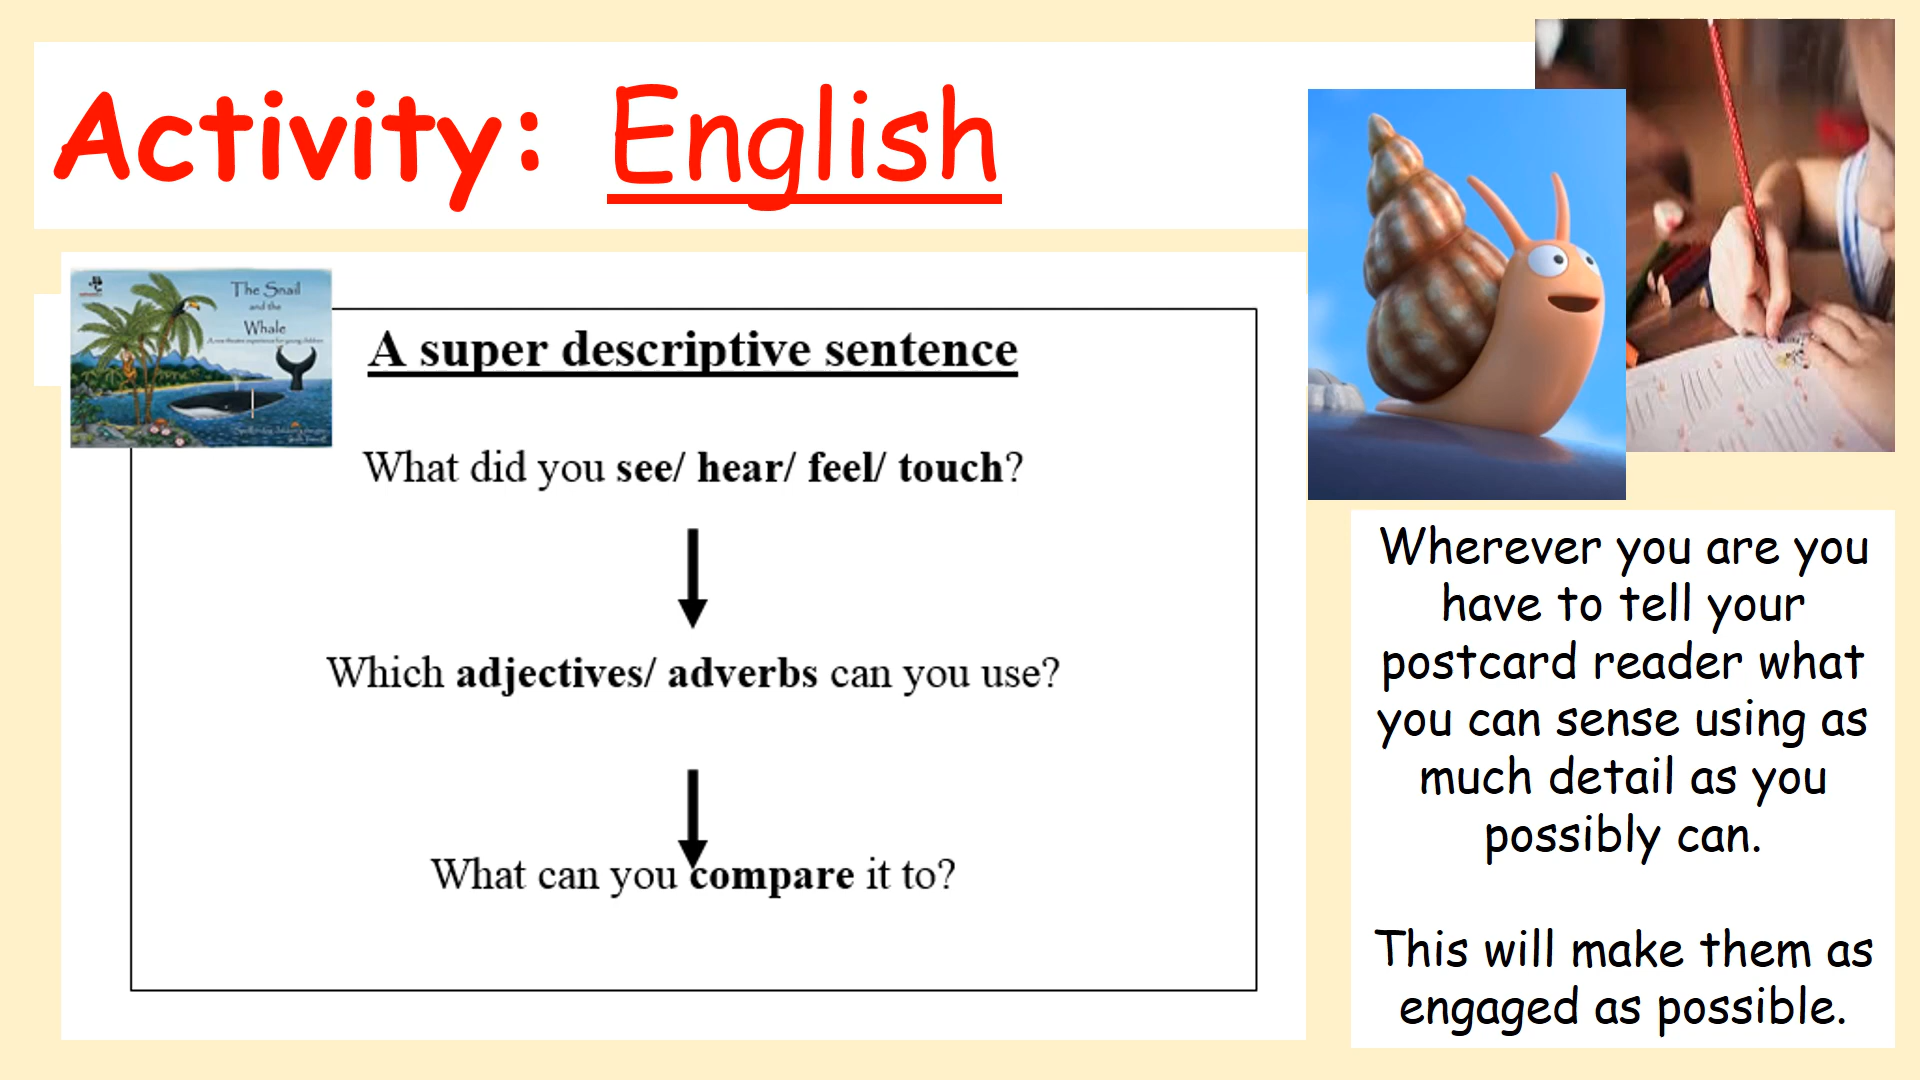 Activity: English
The Snail
and the
Whale
A super descriptive sentence
What did you see/ hear/ feel/ touch?
Which adjectives/ adverbs can you use?
What can you compare it to?
Wherever you are you
have to tell your
postcard reader what
you can sense using as
much detail as you
possibly can.
This will make them as
engaged as possible.